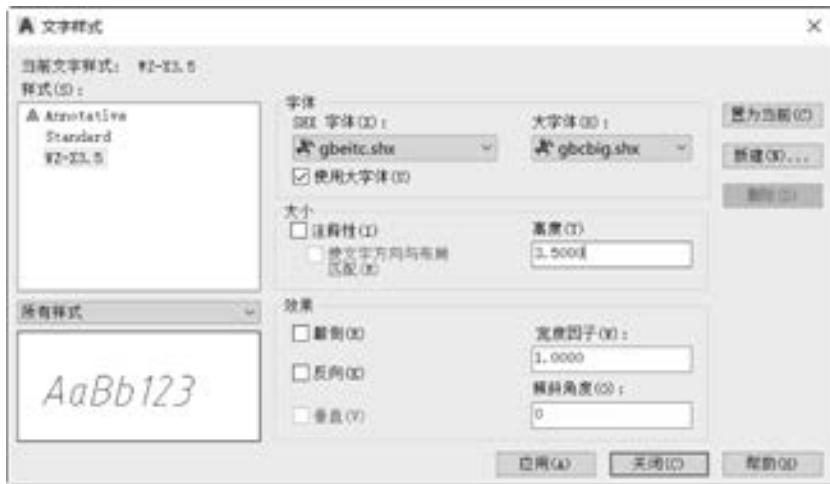 文字样式
当前文字样式: WZ-X3.5
样式(S):
Annotative
Standard
WZ-X3.5
所有样式
AaBb123
字体
SHX 字体(X):
gbeitc.shx
大字体(B):
gbcbig.shx
使用大字体(U)
大小
注释性(I)
使文字方向与布局
匹配(M)
高度(T)
3.5000
效果
颠倒(E)
反向(K)
垂直(V)
宽度因子(W):
1.0000
倾斜角度(O):
0
置为当前(C)
新建(N)...
删除(D)
应用(A)
关闭(C)
帮助(H)